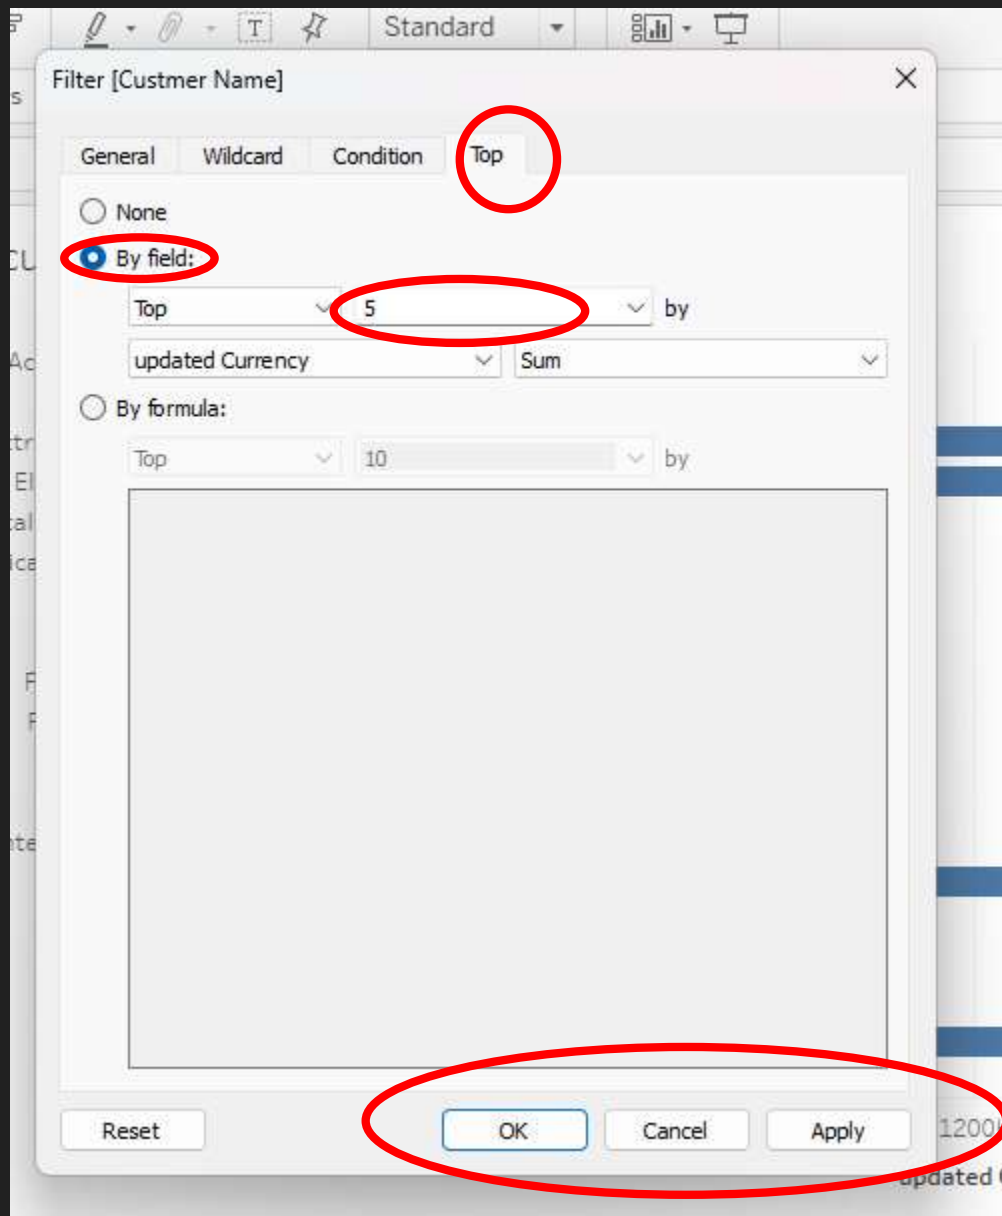 Standard
Filter [Custmer Name]
General Wildcard Condition Top
None
By field:
Top 5 by
updated Currency Sum
By formula:
Top 10 by
Reset OK Cancel Apply
updated